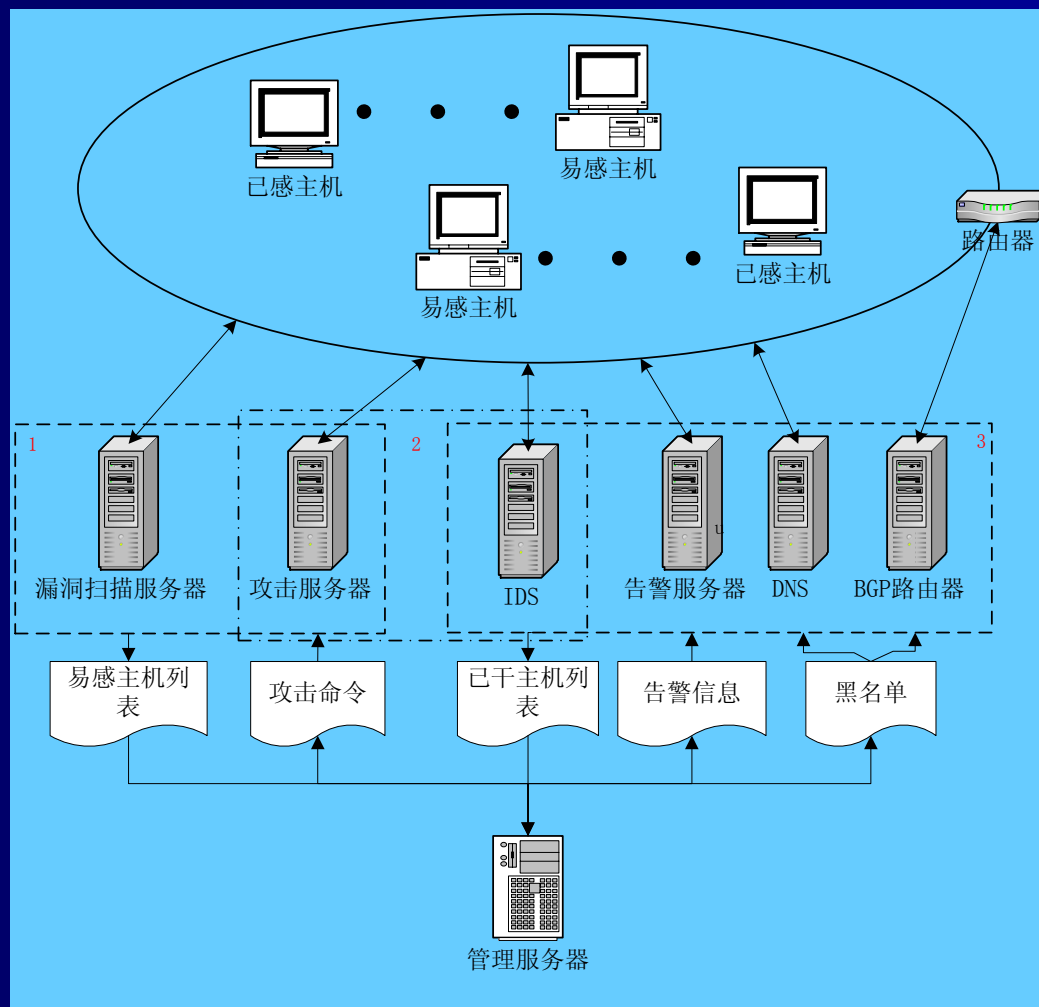 已感主机
易感主机
易感主机
已感主机
路由器
1
2
3
u
漏洞扫描服务器
攻击服务器
IDS
告警服务器
DNS
BGP路由器
易感主机列
表
攻击命令
已干主机列
表
告警信息
黑名单
管理服务器